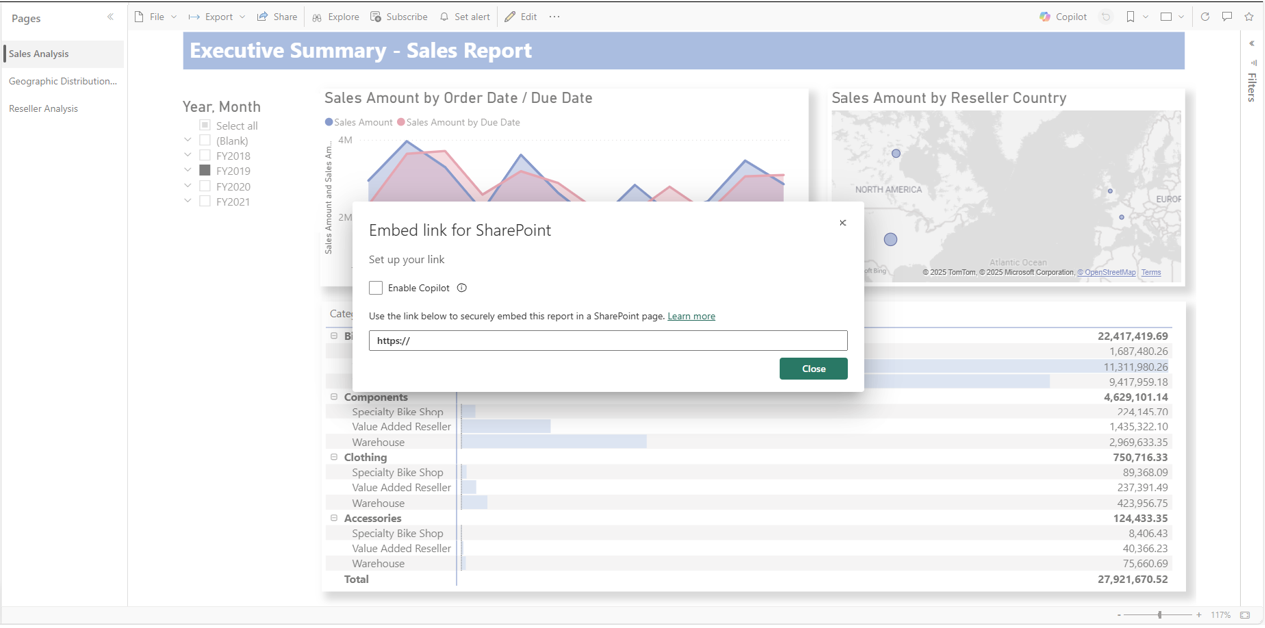 Pages
File Export Share Explore Subscribe Set alert Edit ... Copilot
Sales Analysis
Geographic Distribution...
Reseller Analysis
Executive Summary - Sales Report
Filters
Year, Month
Select all
(Blank)
FY2018
FY2019
FY2020
FY2021
Sales Amount by Order Date / Due Date
Sales Amount Sales Amount by Due Date
Sales Amount and Sales Am...
4M
2M
Sales Amount by Reseller Country
NORTH AMERICA
EUROP
Atlantic Ocean
© 2025 TomTom, © 2025 Microsoft Corporation, © OpenStreetMap Terms
Embed link for SharePoint
Set up your link
Enable Copilot
Use the link below to securely embed this report in a SharePoint page. Learn more
https://
Close
Categ
Bi 22,417,419.69
1,687,480.26
11,311,980.26
9,417,959.18
Components 4,629,101.14
Specialty Bike Shop 224,145.70
Value Added Reseller 1,435,322.10
Warehouse 2,969,633.35
Clothing 750,716.33
Specialty Bike Shop 89,368.09
Value Added Reseller 237,391.49
Warehouse 423,956.75
Accessories 124,433.35
Specialty Bike Shop 8,406.43
Value Added Reseller 40,366.23
Warehouse 75,660.69
Total 27,921,670.52
- + 117%